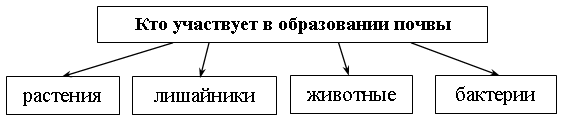 Кто участвует в образовании почвы
растения
лишайники
животные
бактерии